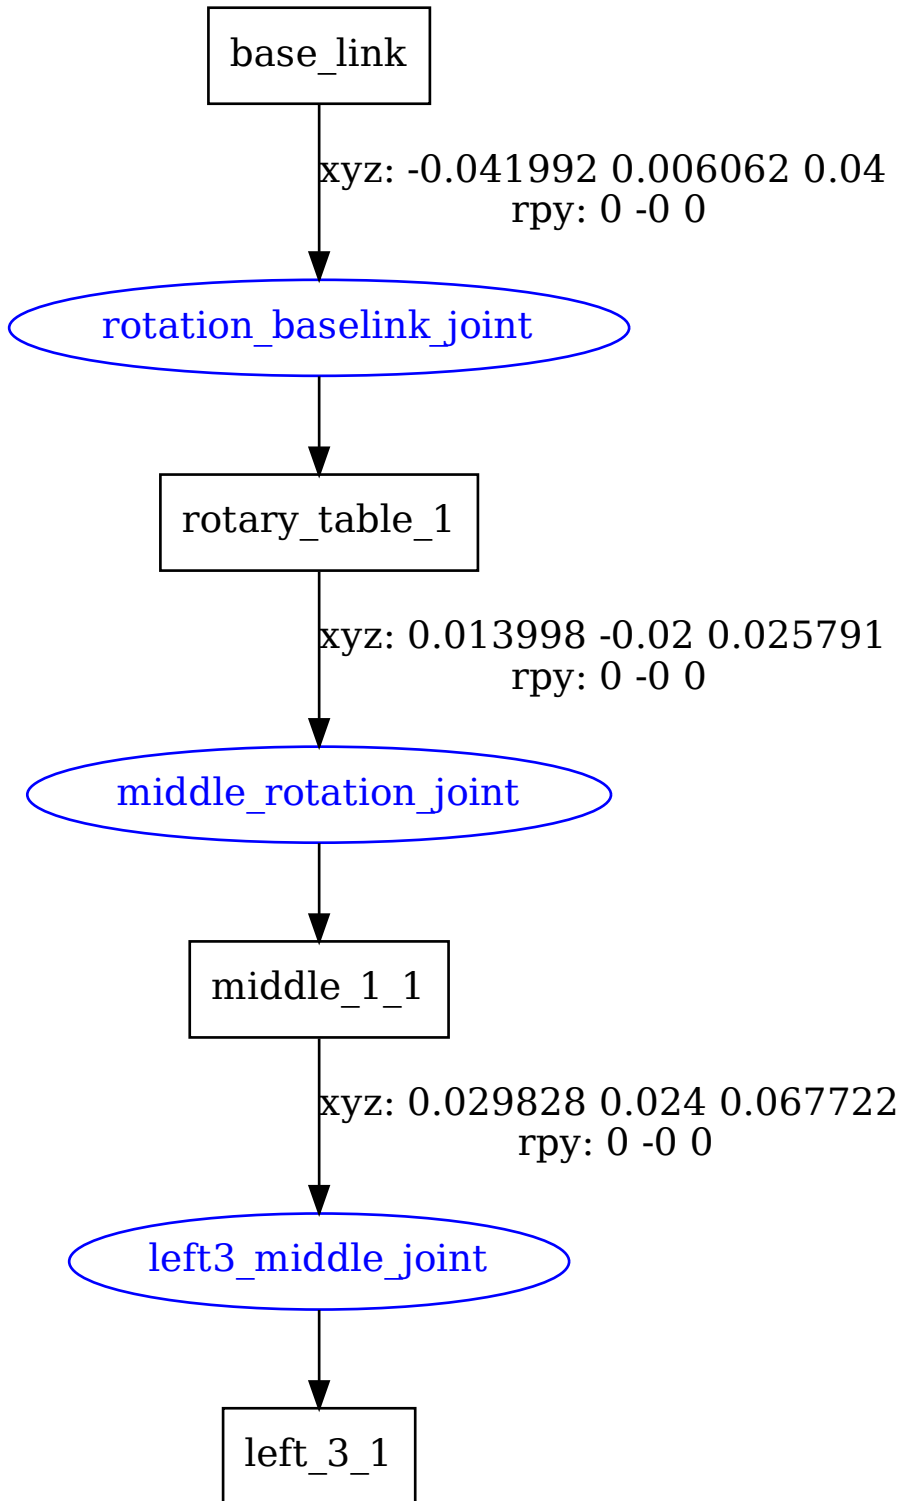 base_link
xyz: -0.041992 0.006062 0.04
rpy: 0 -0 0
rotation_baselink_joint
rotary_table_1
xyz: 0.013998 -0.02 0.025791
rpy: 0 -0 0
middle_rotation_joint
middle_1_1
xyz: 0.029828 0.024 0.067722
rpy: 0 -0 0
left3_middle_joint
left_3_1